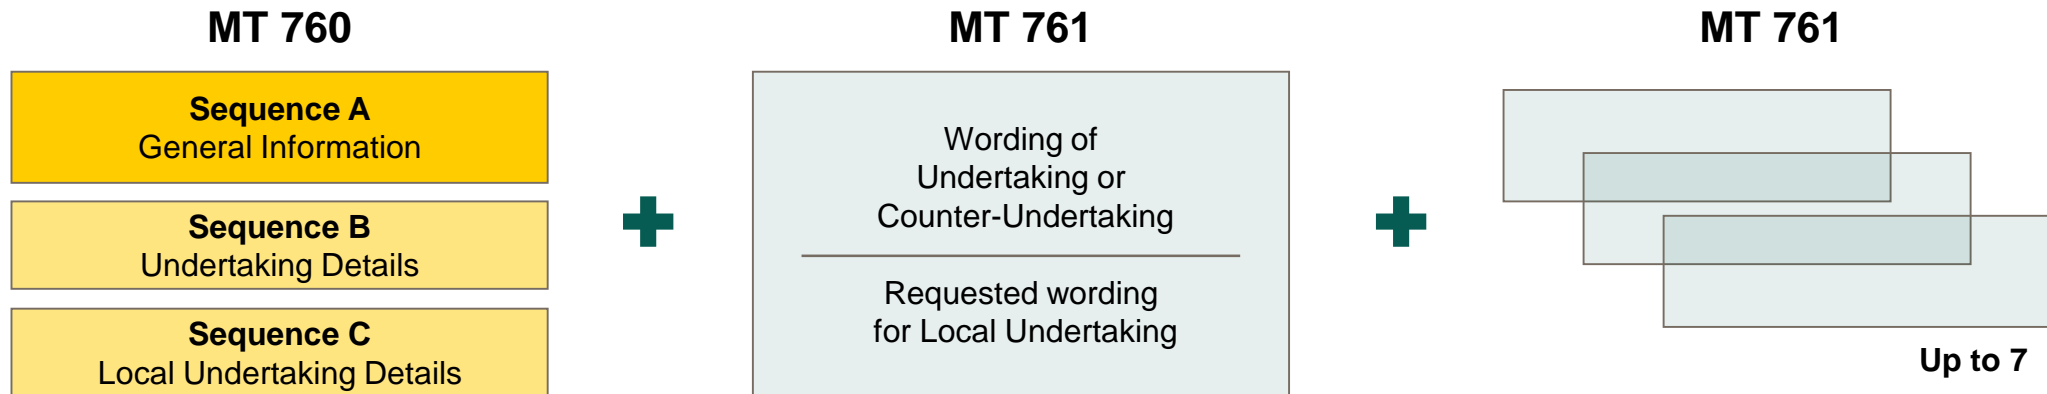 MT 760
Sequence A
General Information
Sequence B
Undertaking Details
Sequence C
Local Undertaking Details
MT 761
Wording of
Undertaking or
Counter-Undertaking
Requested wording
for Local Undertaking
MT 761
Up to 7